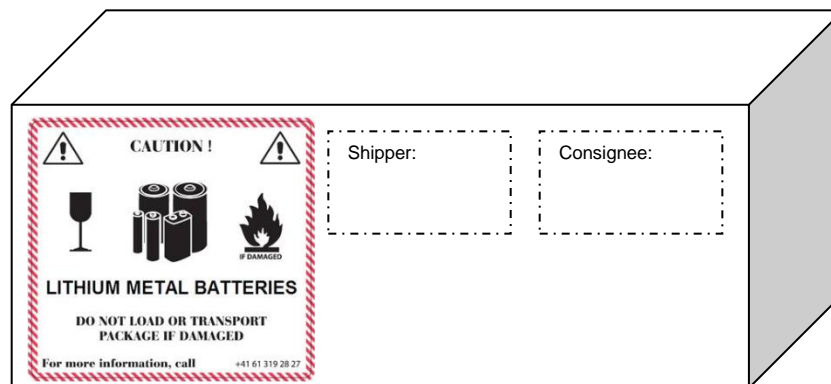 CAUTION !
Shipper:
Consignee:
IF DAMAGED
LITHIUM METAL BATTERIES
DO NOT LOAD OR TRANSPORT
PACKAGE IF DAMAGED
For more information, call +41 61 319 28 27